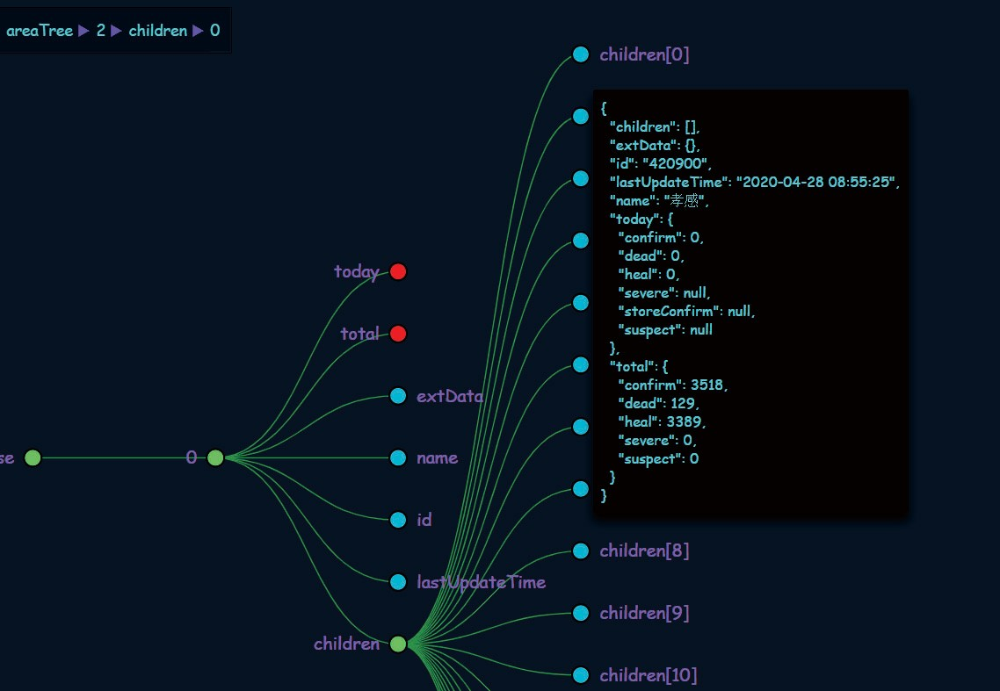 areaTree ▶ 2 ▶ children ▶ 0
children[0]
{
"children": [],
"extData": {},
"id": "420900",
"lastUpdateTime": "2020-04-28 08:55:25",
"name": "孝感",
"today": {
"confirm": 0,
"dead": 0,
"heal": 0,
"severe": null,
"storeConfirm": null,
"suspect": null
},
"total": {
"confirm": 3518,
"dead": 129,
"heal": 3389,
"severe": 0,
"suspect": 0
}
}
today
total
extData
se
0
name
id
children[8]
lastUpdateTime
children[9]
children
children[10]